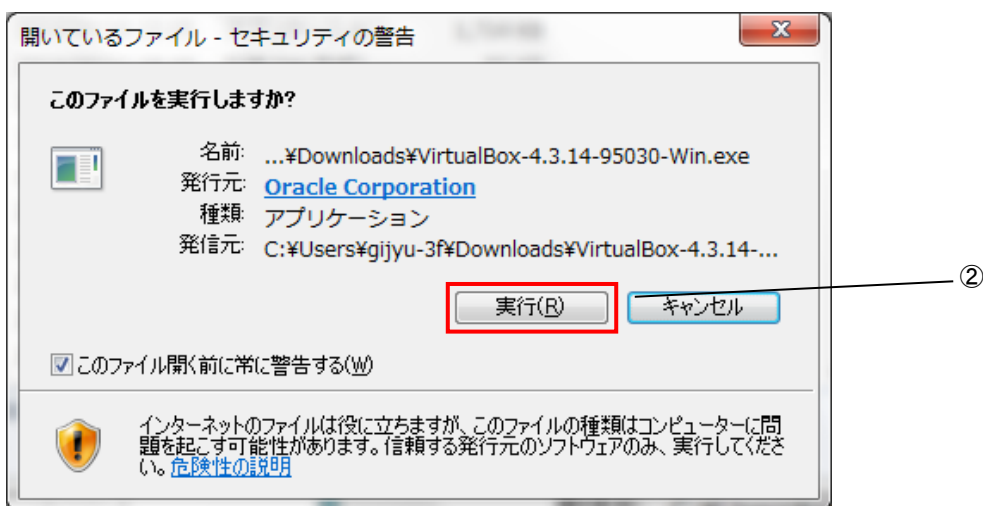 開いているファイル - セキュリティの警告
このファイルを実行しますか?
名前: ...¥Downloads¥VirtualBox-4.3.14-95030-Win.exe
発行元: Oracle Corporation
種類: アプリケーション
発信元: C:¥Users¥gijyu-3f¥Downloads¥VirtualBox-4.3.14-...
実行(R) キャンセル
②
このファイル開く前に常に警告する(W)
インターネットのファイルは役に立ちますが、このファイルの種類はコンピューターに問
題を起こす可能性があります。信頼する発行元のソフトウェアのみ、実行してくださ
い。危険性の説明